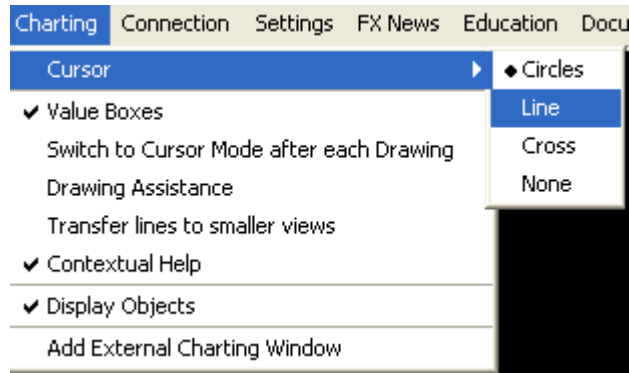 Charting Connection Settings FX News Education Docu
Cursor
Circles
Value Boxes
Line
Switch to Cursor Mode after each Drawing
Cross
Drawing Assistance
None
Transfer lines to smaller views
Contextual Help
Display Objects
Add External Charting Window